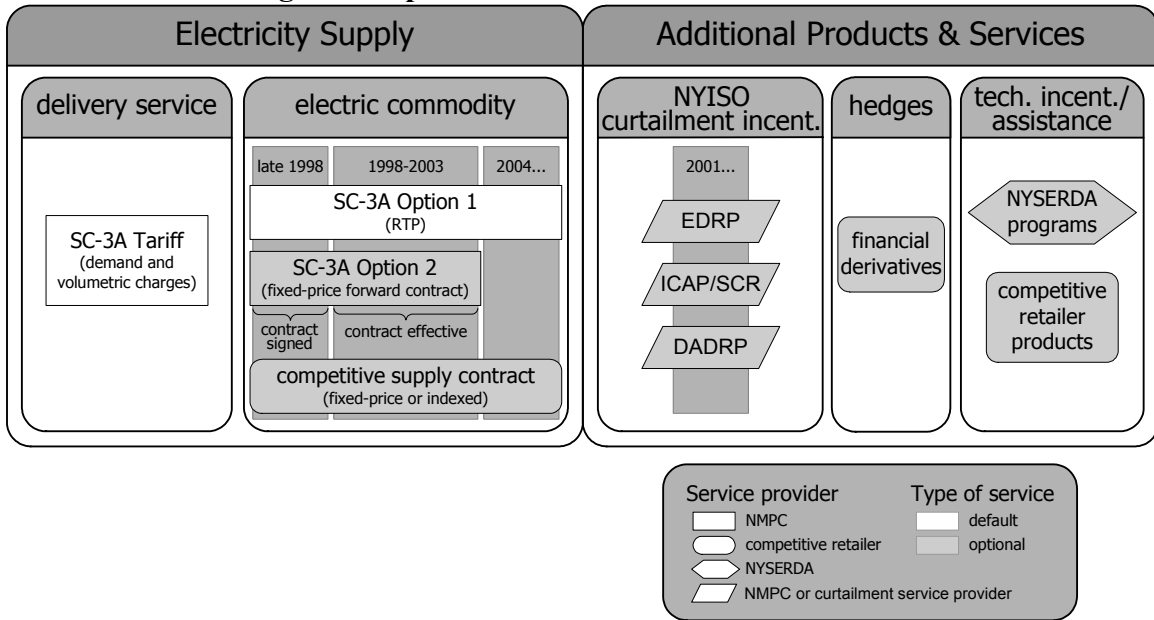 Electricity Supply
Additional Products & Services
delivery service
electric commodity
NYISO
curtailment incent.
hedges
tech. incent./
assistance
late 1998
1998-2003
2004...
2001...
SC-3A Tariff
(demand and
volumetric charges)
SC-3A Option 1
(RTP)
SC-3A Option 2
(fixed-price forward contract)
contract
signed
contract effective
competitive supply contract
(fixed-price or indexed)
EDRP
ICAP/SCR
DADRP
financial
derivatives
NYSERDA
programs
competitive
retailer
products
Service provider
NMPC
competitive retailer
NYSERDA
NMPC or curtailment service provider
Type of service
default
optional